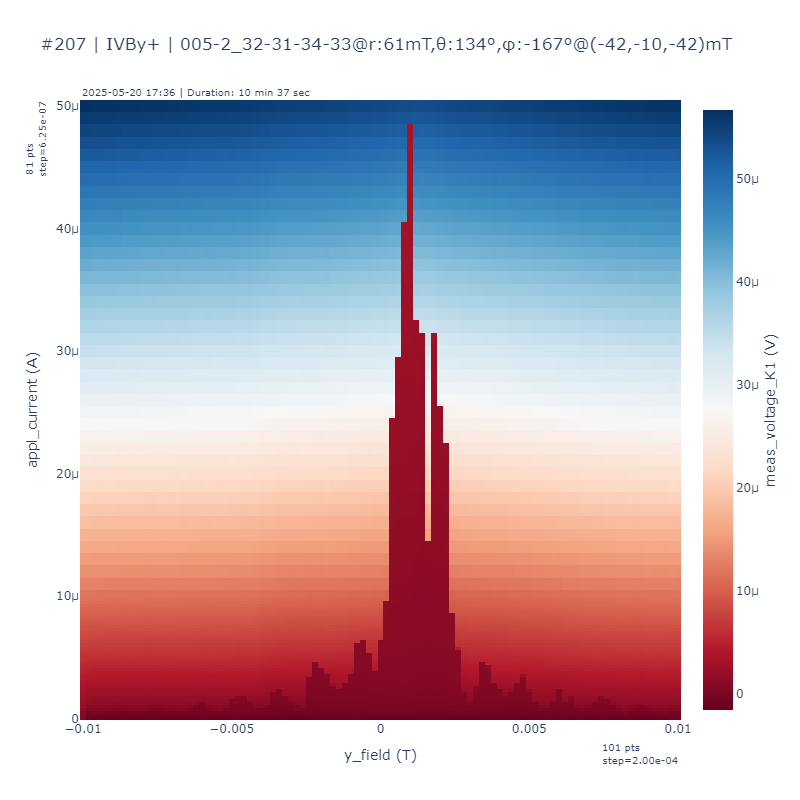 #207 | IVBy+ | 005-2_32-31-34-33@r:61mT,θ:134º,φ:-167º@(-42,-10,-42)mT
2025-05-20 17:36 | Duration: 10 min 37 sec
81 pts
step=6.25e-07
50μ
40μ
30μ
20μ
10μ
0
appl_current (A)
−0.01
−0.005
0
0.005
0.01
y_field (T)
101 pts
step=2.00e-04
50μ
40μ
30μ
20μ
10μ
0
meas_voltage_K1 (V)